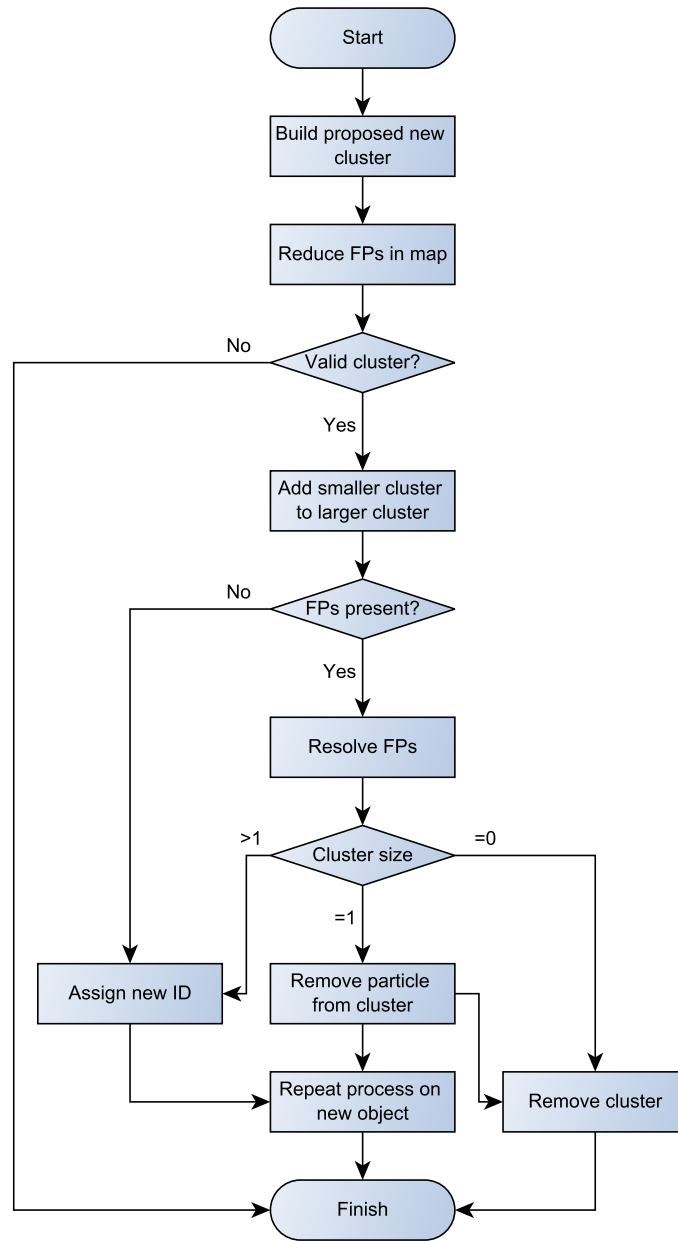 Start
Build proposed new
cluster
Reduce FPs in map
No
Valid cluster?
Yes
Add smaller cluster
to larger cluster
No
FPs present?
Yes
Resolve FPs
>1
Cluster size
=0
=1
Assign new ID
Remove particle
from cluster
Repeat process on
new object
Remove cluster
Finish